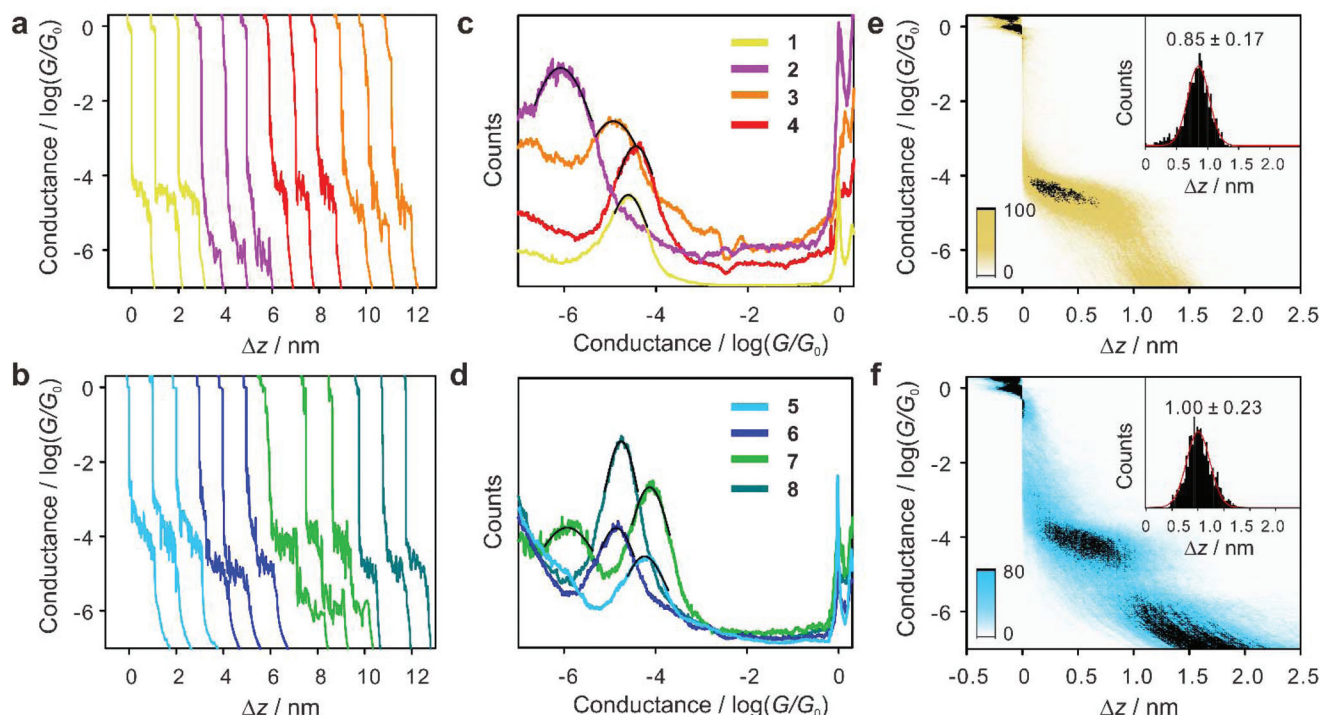 a
Conductance / log(G/G₀)
0
-2
-4
-6
0 2 4 6 8 10 12
Δz / nm
c
Counts
1
2
3
4
-6 -4 -2 0
Conductance / log(G/G₀)
e
Conductance / log(G/G₀)
0
-2
-4
-6
100
0
0.85 ± 0.17
Counts
0 0.5 1.0 2.0
Δz / nm
-0.5 0 0.5 1.0 1.5 2.0 2.5
Δz / nm
b
Conductance / log(G/G₀)
0
-2
-4
-6
0 2 4 6 8 10 12
Δz / nm
d
Counts
5
6
7
8
-6 -4 -2 0
Conductance / log(G/G₀)
f
Conductance / log(G/G₀)
0
-2
-4
-6
80
0
1.00 ± 0.23
Counts
0 0.5 1.0 2.0
Δz / nm
-0.5 0 0.5 1.0 1.5 2.0 2.5
Δz / nm